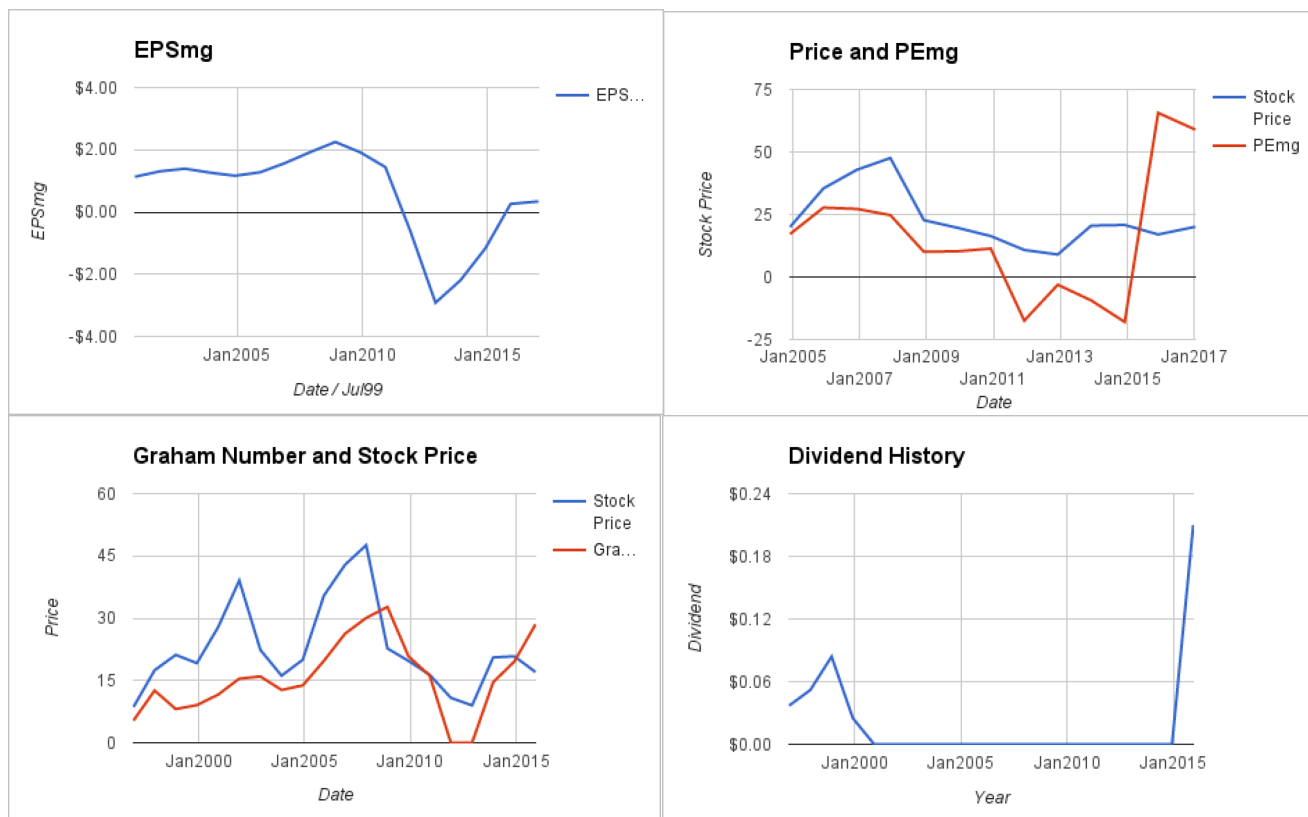 EPSmg
$4.00
$2.00
$0.00
-$2.00
-$4.00
EPSmg
Jan2005
Jan2010
Jan2015
Date / Jul99
EPS...
Price and PEmg
75
50
25
0
-25
Stock Price
Jan2005
Jan2009
Jan2013
Jan2017
Jan2007
Jan2011
Jan2015
Date
Stock
Price
PEmg
Graham Number and Stock Price
60
45
30
15
0
Price
Jan2000
Jan2005
Jan2010
Jan2015
Date
Stock
Price
Gra...
Dividend History
$0.24
$0.18
$0.12
$0.06
$0.00
Dividend
Jan2000
Jan2005
Jan2010
Jan2015
Year